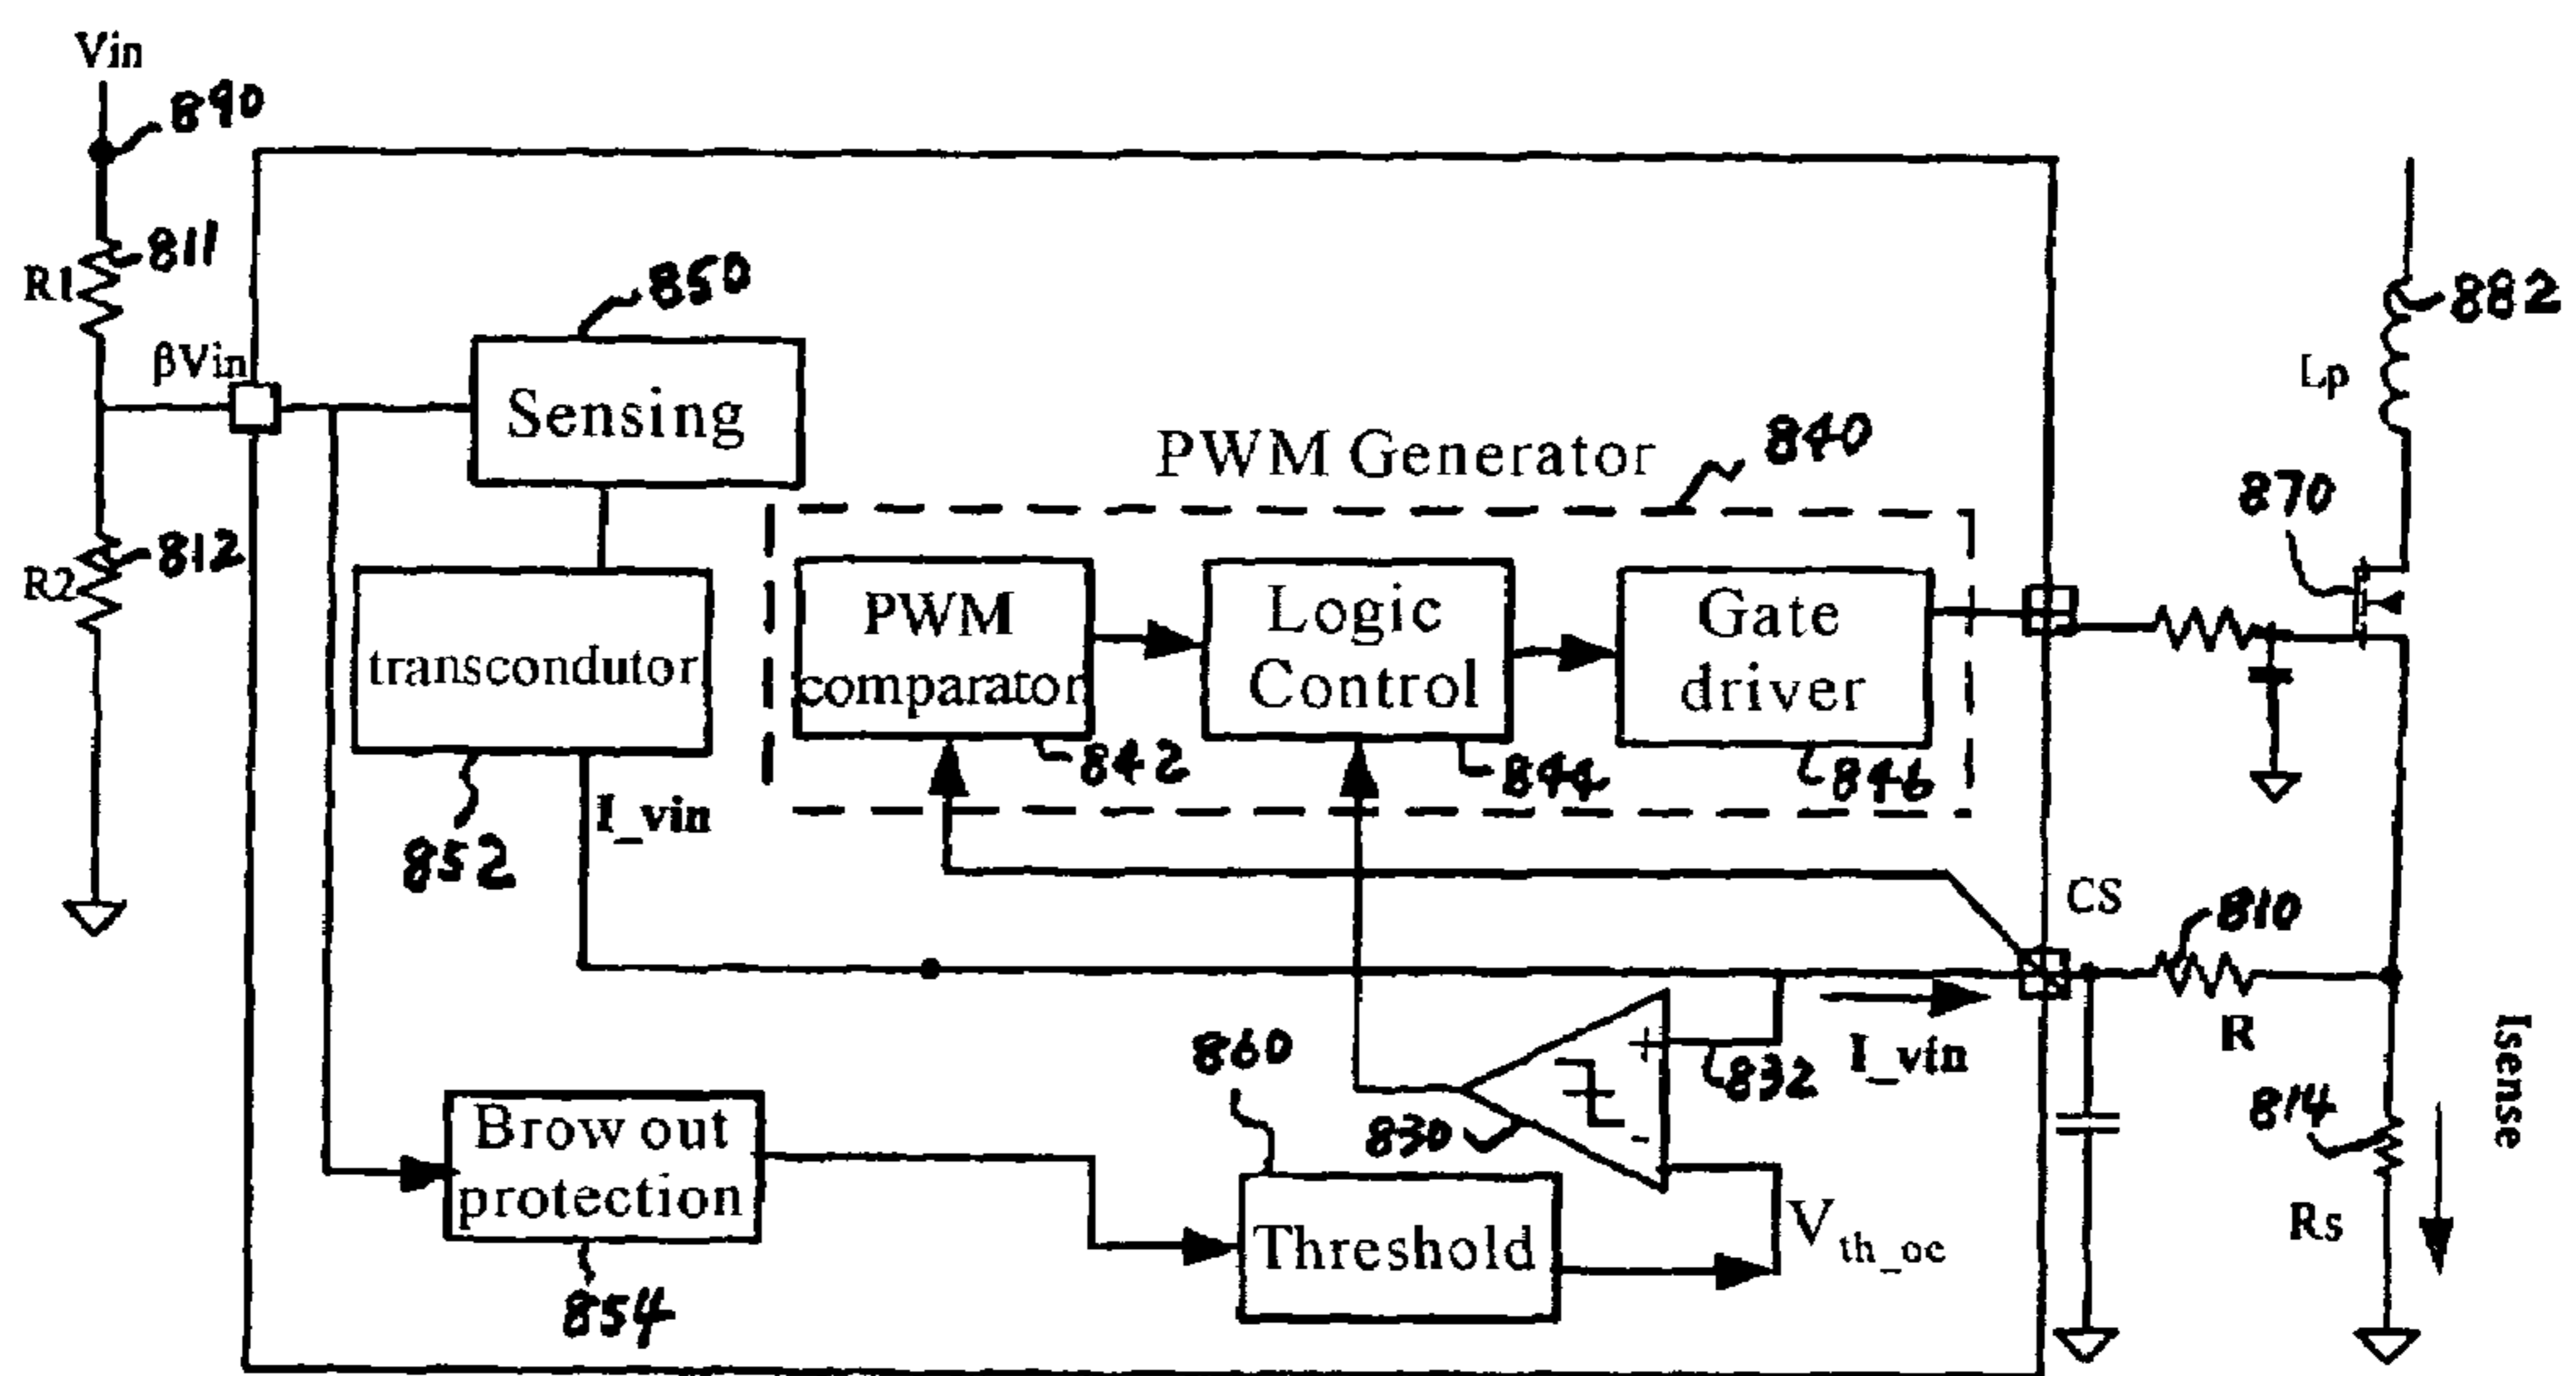 Vin
890
811
R1
βVin
850
Sensing
812
R2
transcondutor
852
I_vin
PWM Generator
840
PWM
comparator
842
Logic
Control
844
Gate
driver
846
882
Lp
870
CS
810
R
I_vin
832
+
-
830
860
Threshold
Vth_oc
Brow out
protection
854
814
Rs
Isense